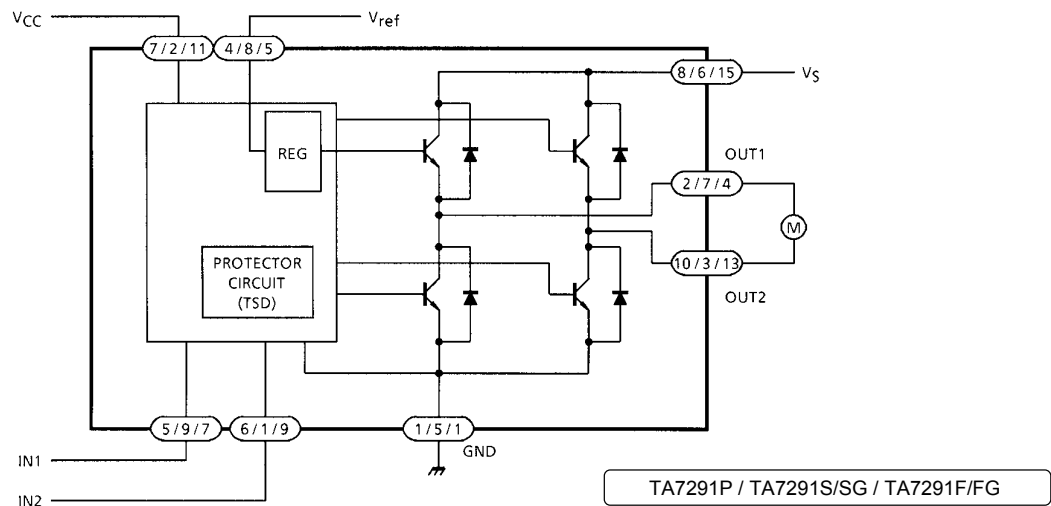 VCC
Vref
7/2/11
4/8/5
8/6/15
VS
REG
OUT1
2/7/4
M
PROTECTOR
CIRCUIT
(TSD)
10/3/13
OUT2
5/9/7
6/1/9
1/5/1
GND
IN1
IN2
TA7291P / TA7291S/SG / TA7291F/FG